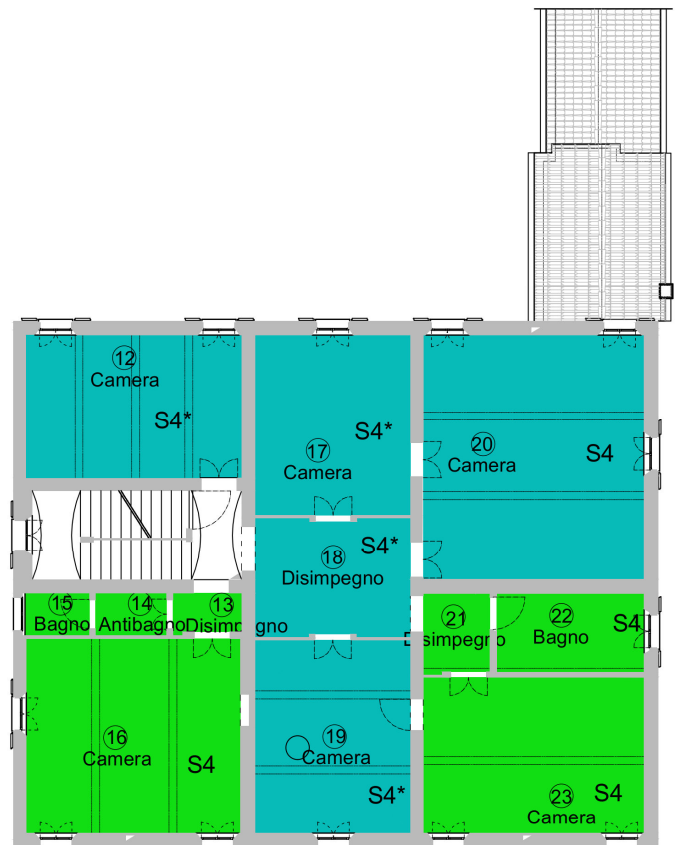 12
Camera
S4*
17
Camera
S4*
20
Camera
S4
18
Disimpegno
S4*
15
Bagno
14
Antibagno
13
Disimpegno
21
Disimpegno
22
Bagno
S4
16
Camera
S4
19
Camera
S4*
23
Camera
S4